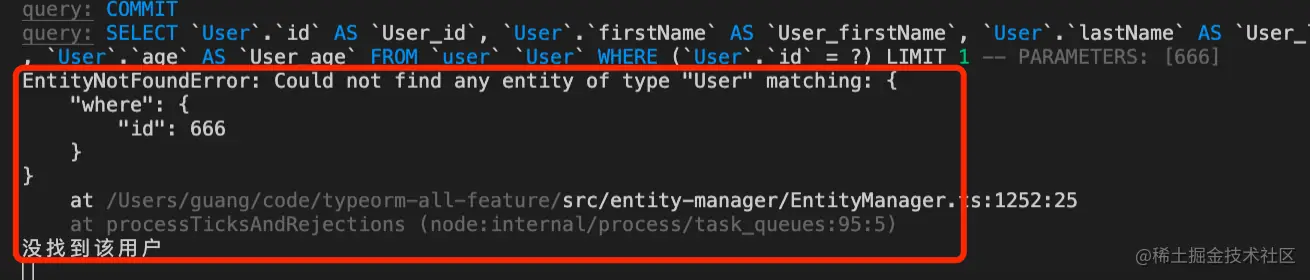 query: COMMIT
query: SELECT `User`.`id` AS `User_id`, `User`.`firstName` AS `User_firstName`, `User`.`lastName` AS `User_
, `User`.`age` AS `User_age` FROM `user` `User` WHERE (`User`.`id` = ?) LIMIT 1 -- PARAMETERS: [666]
EntityNotFoundError: Could not find any entity of type "User" matching: {
    "where": {
        "id": 666
    }
}
    at /Users/guang/code/typeorm-all-feature/src/entity-manager/EntityManager.ts:1252:25
    at processTicksAndRejections (node:internal/process/task_queues:95:5)
没找到该用户
@稀土掘金技术社区